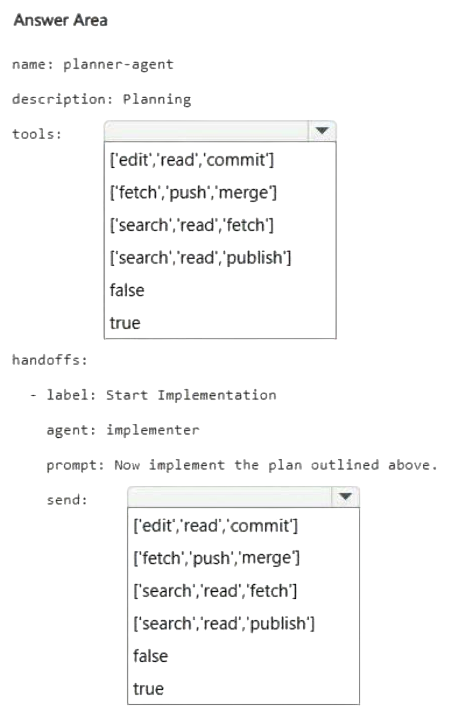 Answer Area
name: planner-agent
description: Planning
tools:
['edit','read','commit']
['fetch','push','merge']
['search','read','fetch']
['search','read','publish']
false
true
handoffs:
- label: Start Implementation
agent: implementer
prompt: Now implement the plan outlined above.
send:
['edit','read','commit']
['fetch','push','merge']
['search','read','fetch']
['search','read','publish']
false
true